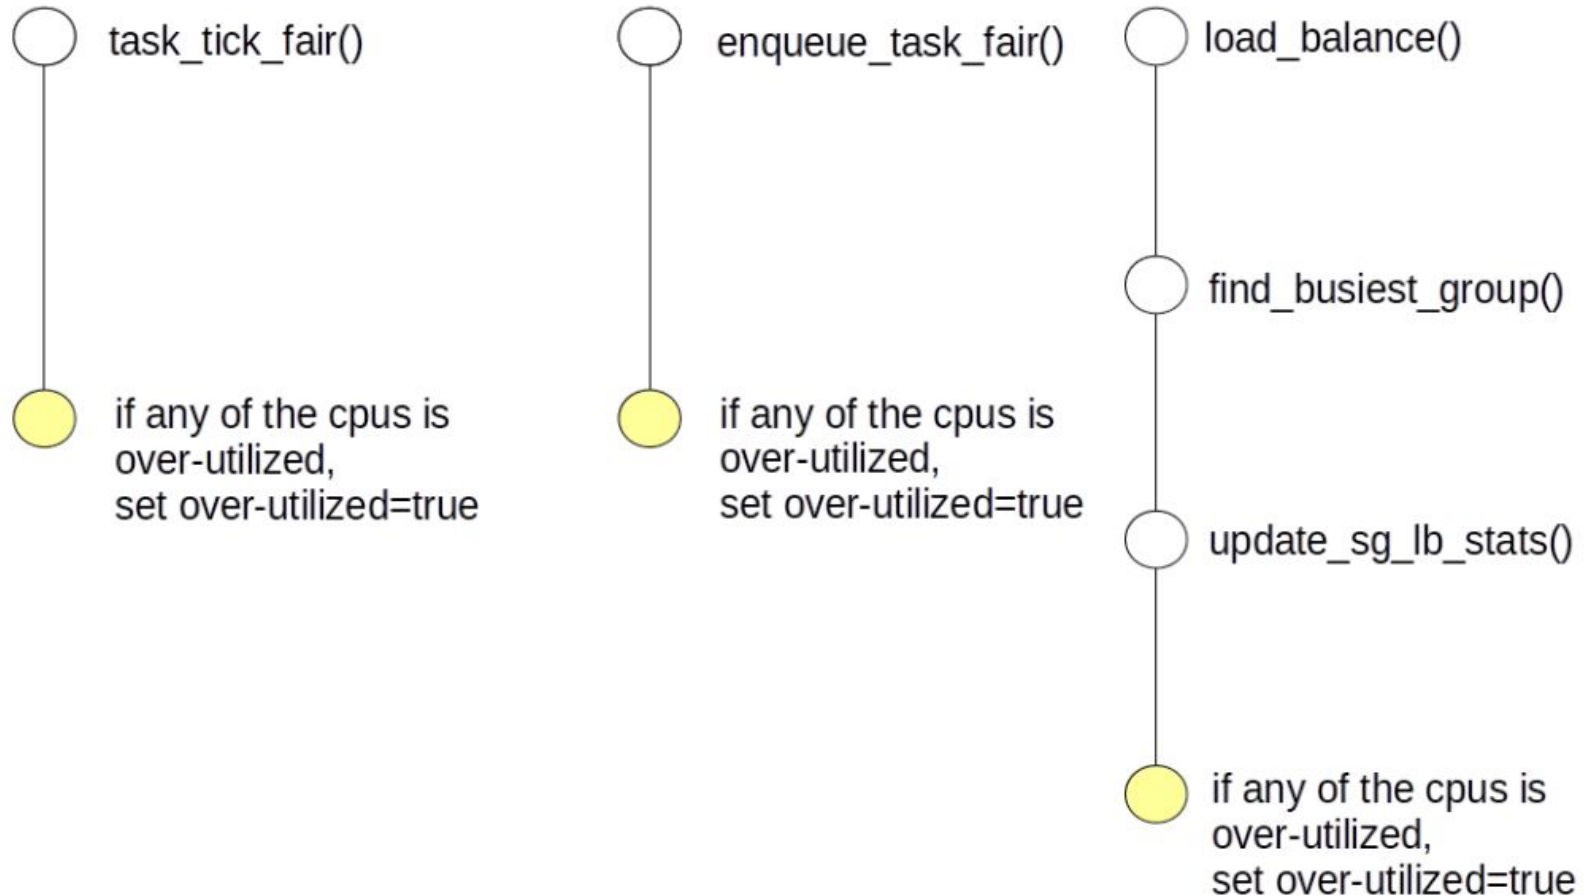 task_tick_fair()
if any of the cpus is
over-utilized,
set over-utilized=true
enqueue_task_fair()
if any of the cpus is
over-utilized,
set over-utilized=true
load_balance()
find_busiest_group()
update_sg_lb_stats()
if any of the cpus is
over-utilized,
set over-utilized=true